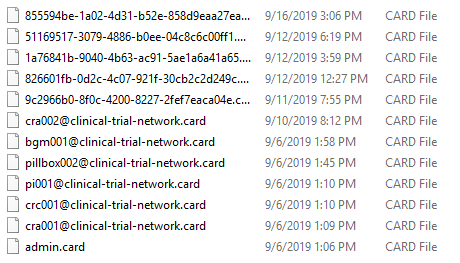 855594be-1a02-4d31-b52e-858d9eaa27ea... 9/16/2019 3:06 PM CARD File
51169517-3079-4886-b0ee-04c8c6c00ff1.... 9/12/2019 6:19 PM CARD File
1a76841b-9040-4b63-ac91-5ae1a6a41a65.... 9/12/2019 3:59 PM CARD File
826601fb-0d2c-4c07-921f-30cb2c2d249c.... 9/12/2019 12:27 PM CARD File
9c2966b0-8f0c-4200-8227-2fef7eaca04e.c... 9/11/2019 7:55 PM CARD File
cra002@clinical-trial-network.card 9/10/2019 8:12 PM CARD File
bgm001@clinical-trial-network.card 9/6/2019 1:58 PM CARD File
pillbox002@clinical-trial-network.card 9/6/2019 1:45 PM CARD File
pi001@clinical-trial-network.card 9/6/2019 1:10 PM CARD File
crc001@clinical-trial-network.card 9/6/2019 1:10 PM CARD File
cra001@clinical-trial-network.card 9/6/2019 1:09 PM CARD File
admin.card 9/6/2019 1:06 PM CARD File